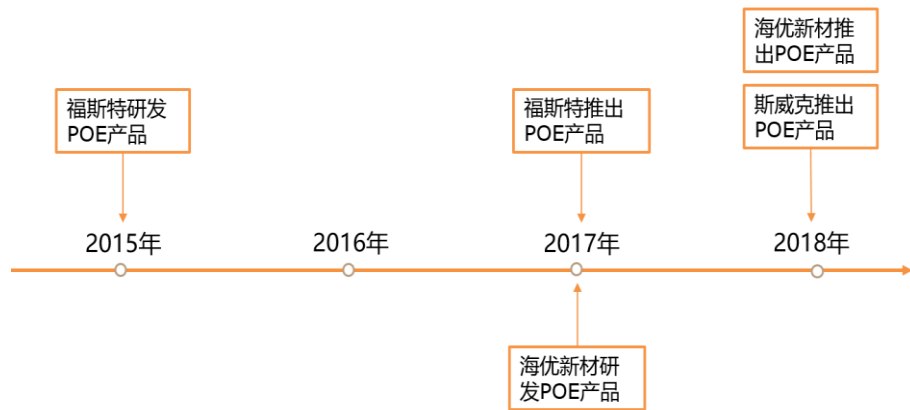 海优新材推
出POE产品
福斯特研发
POE产品
福斯特推出
POE产品
斯威克推出
POE产品
2015年
2016年
2017年
2018年
海优新材研
发POE产品